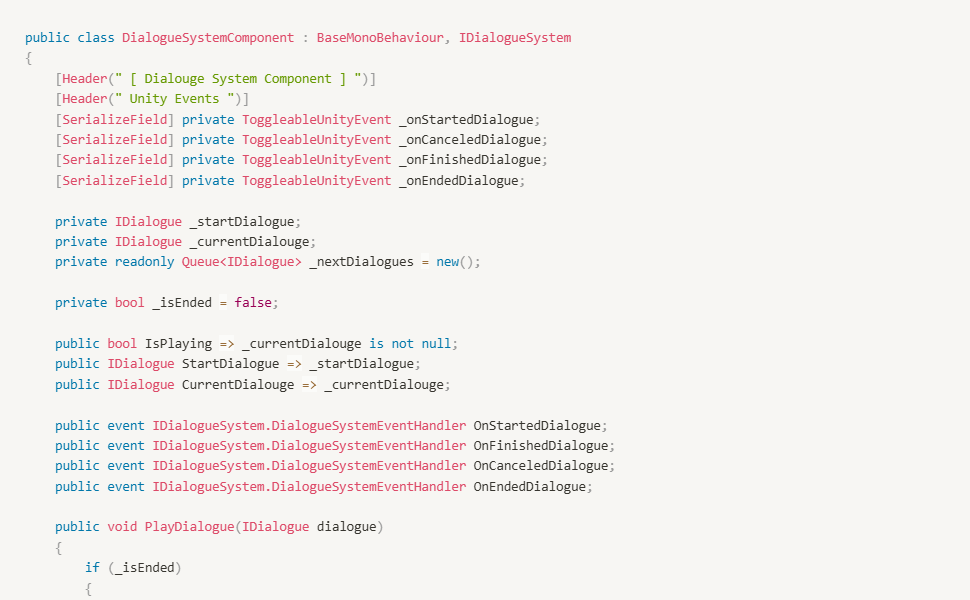 public class DialogueSystemComponent : BaseMonoBehaviour, IDialogueSystem
{
    [Header(" [ Dialouge System Component ] ")]
    [Header(" Unity Events ")]
    [SerializeField] private ToggleableUnityEvent _onStartedDialogue;
    [SerializeField] private ToggleableUnityEvent _onCanceledDialogue;
    [SerializeField] private ToggleableUnityEvent _onFinishedDialogue;
    [SerializeField] private ToggleableUnityEvent _onEndedDialogue;

    private IDialogue _startDialogue;
    private IDialogue _currentDialouge;
    private readonly Queue<IDialogue> _nextDialogues = new();

    private bool _isEnded = false;

    public bool IsPlaying => _currentDialouge is not null;
    public IDialogue StartDialogue => _startDialogue;
    public IDialogue CurrentDialouge => _currentDialouge;

    public event IDialogueSystem.DialogueSystemEventHandler OnStartedDialogue;
    public event IDialogueSystem.DialogueSystemEventHandler OnFinishedDialogue;
    public event IDialogueSystem.DialogueSystemEventHandler OnCanceledDialogue;
    public event IDialogueSystem.DialogueSystemEventHandler OnEndedDialogue;

    public void PlayDialogue(IDialogue dialogue)
    {
        if (_isEnded)
        {